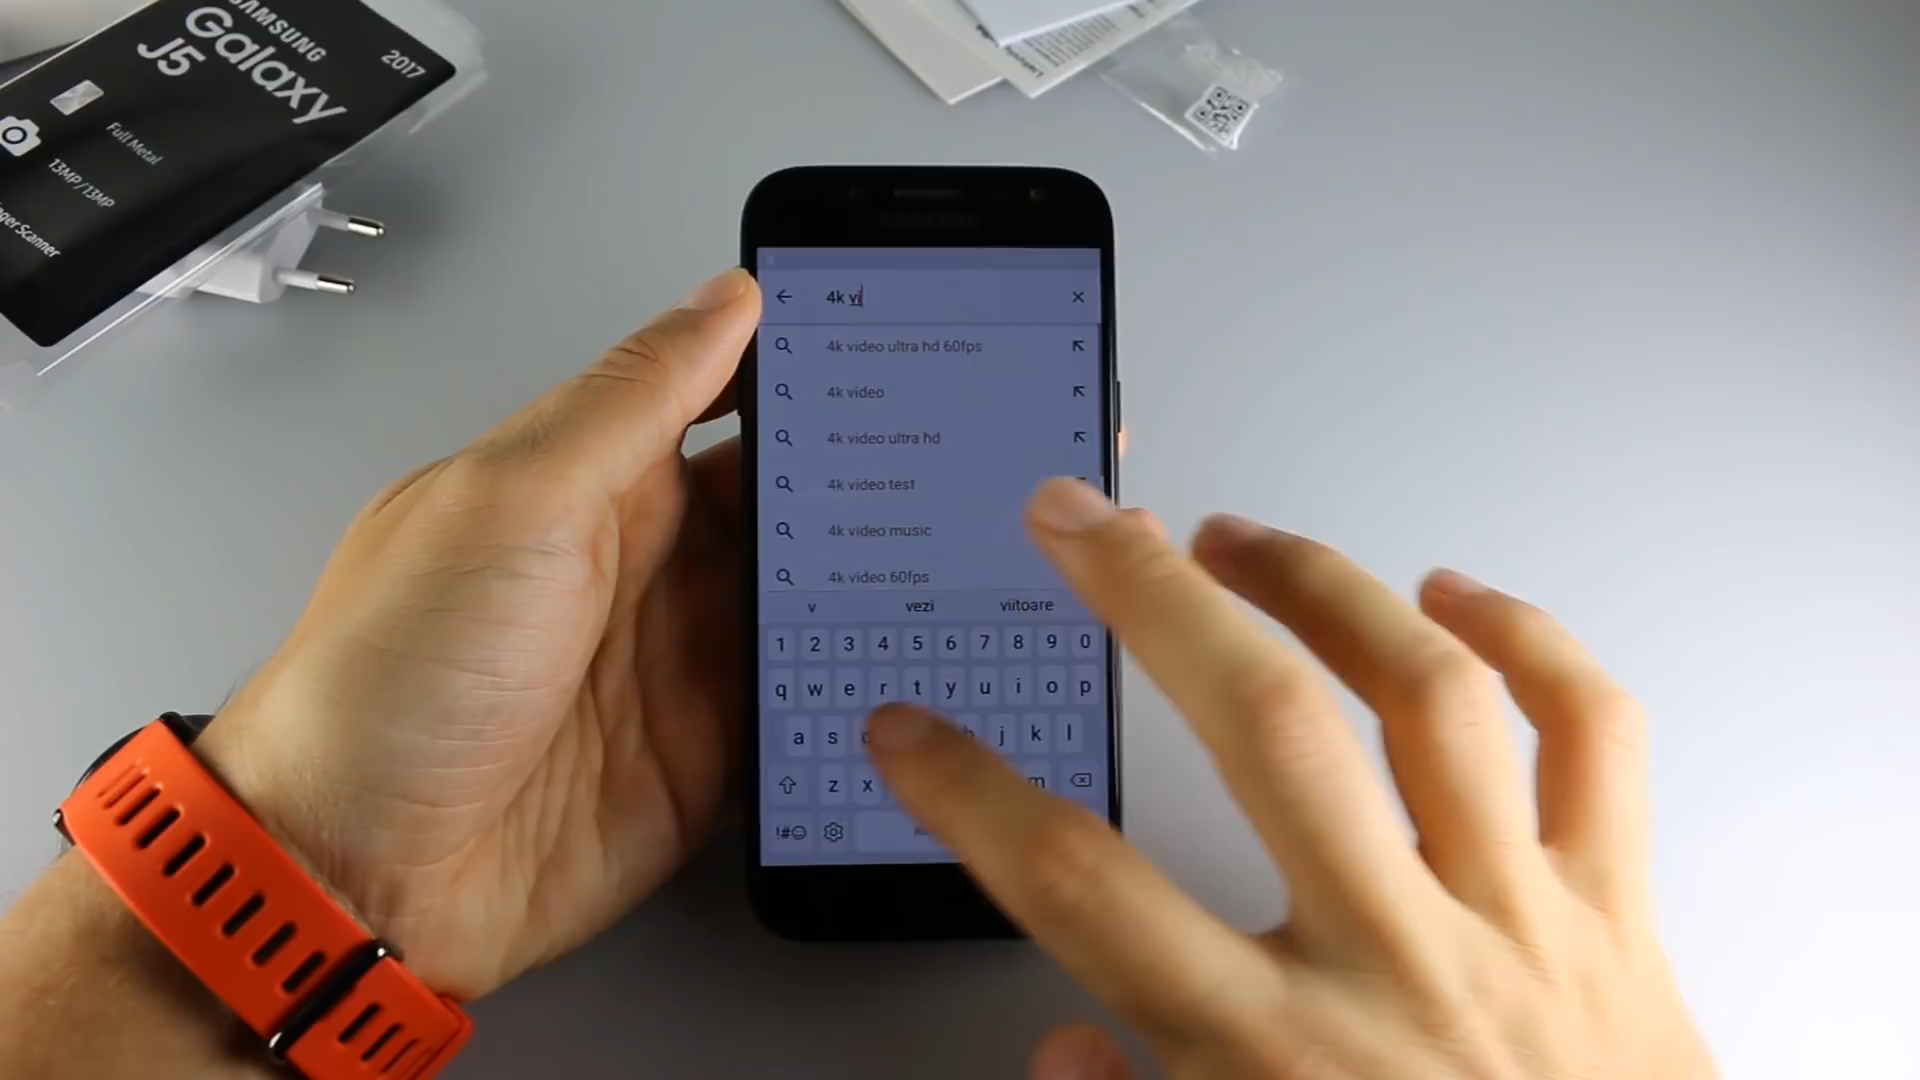 SAMSUNG
Galaxy
J5
2017
Full Metal
13MP/13MP
ger Scanner
4k vi
4k video ultra hd 60fps
4k video
4k video ultra hd
4k video test
4k video music
4k video 60fps
v vezi viitoare
1 2 3 4 5 6 7 8 9 0
q w e r t y u i o p
a s j k l
z x m
!#☺